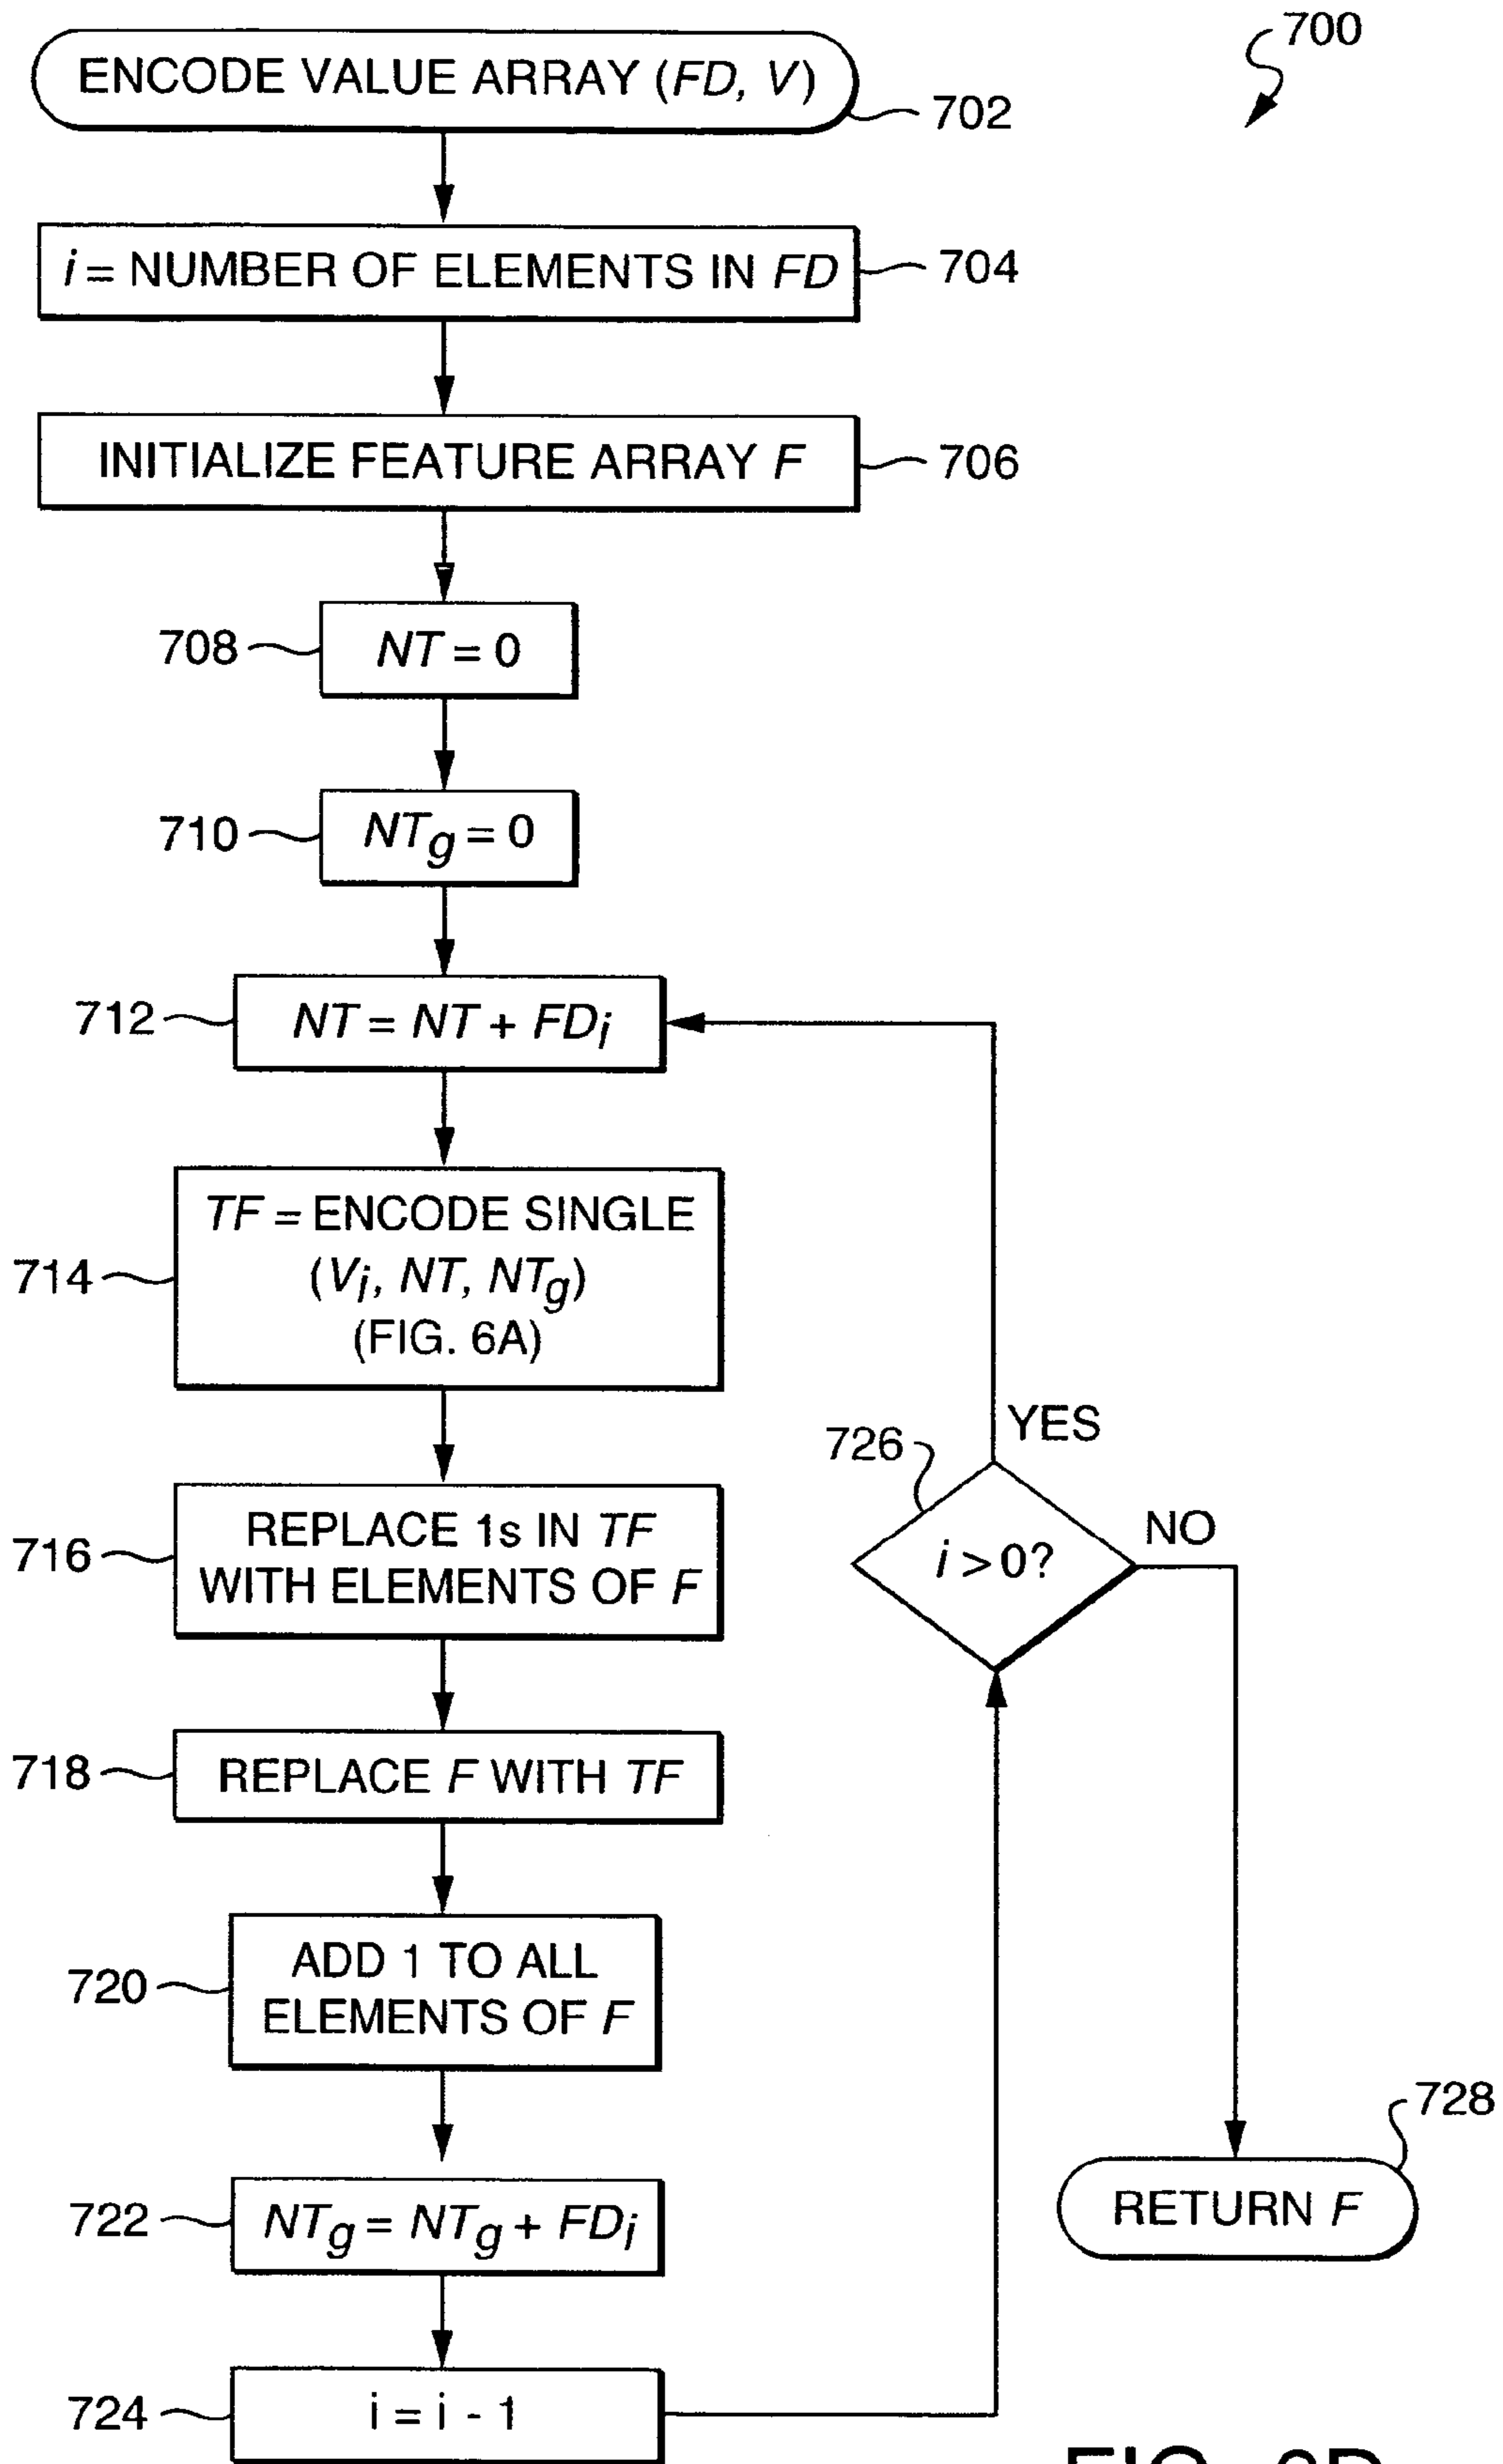 700
ENCODE VALUE ARRAY (FD, V)
702
i = NUMBER OF ELEMENTS IN FD
704
INITIALIZE FEATURE ARRAY F
706
708
NT = 0
710
NTg = 0
712
NT = NT + FDi
714
TF = ENCODE SINGLE
(Vi, NT, NTg)
(FIG. 6A)
YES
726
i > 0?
NO
716
REPLACE 1s IN TF
WITH ELEMENTS OF F
718
REPLACE F WITH TF
720
ADD 1 TO ALL
ELEMENTS OF F
728
RETURN F
722
NTg = NTg + FDi
724
i = i - 1